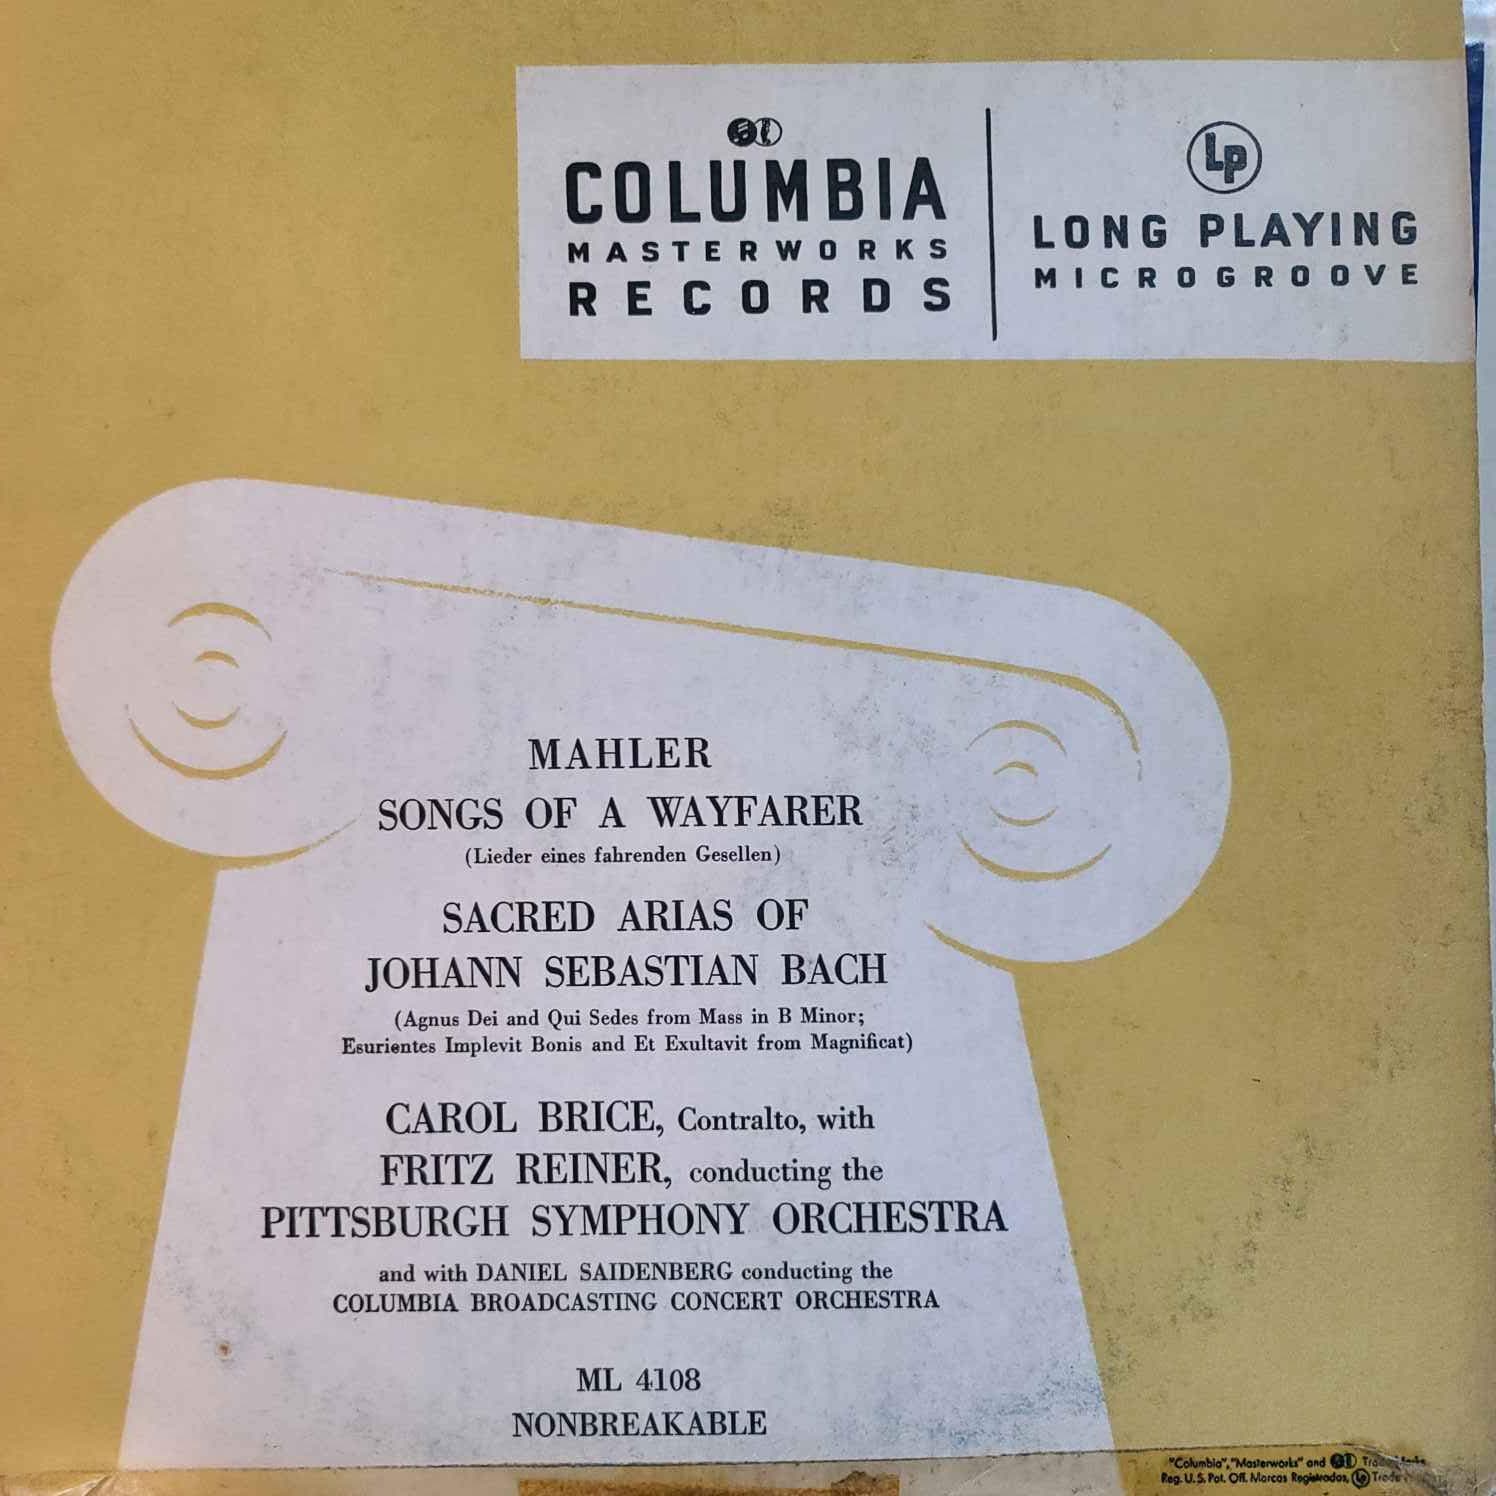 COLUMBIA
MASTERWORKS
RECORDS
LP
LONG PLAYING
MICROGROOVE
MAHLER
SONGS OF A WAYFARER
(Lieder eines fahrenden Gesellen)
SACRED ARIAS OF
JOHANN SEBASTIAN BACH
(Agnus Dei and Qui Sedes from Mass in B Minor;
Esurientes Implevit Bonis and Et Exultavit from Magnificat)
CAROL BRICE, Contralto, with
FRITZ REINER, conducting the
PITTSBURGH SYMPHONY ORCHESTRA
and with DANIEL SAIDENBERG conducting the
COLUMBIA BROADCASTING CONCERT ORCHESTRA
ML 4108
NONBREAKABLE
"Columbia", "Masterworks" and
Reg. U. S. Pat. Off. Marcas Registradas, LP